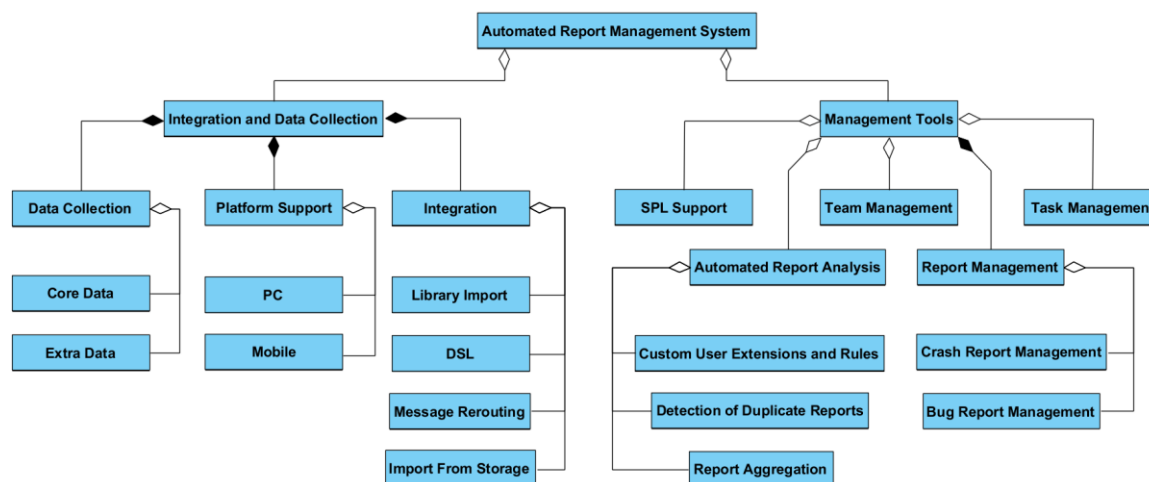 Automated Report Management System
Integration and Data Collection
Management Tools
Data Collection
Platform Support
Integration
SPL Support
Team Management
Task Management
Automated Report Analysis
Report Management
Core Data
PC
Library Import
Extra Data
Mobile
DSL
Custom User Extensions and Rules
Crash Report Management
Message Rerouting
Detection of Duplicate Reports
Bug Report Management
Import From Storage
Report Aggregation